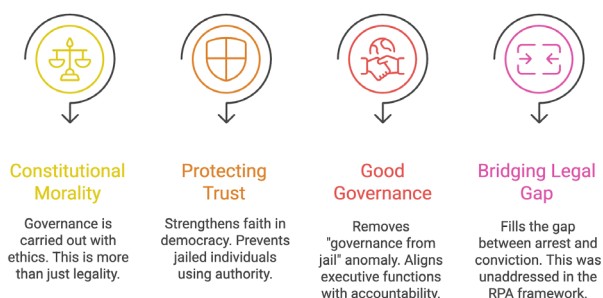 Constitutional
Morality
Governance is
carried out with
ethics. This is more
than just legality.
Protecting
Trust
Strengthens faith in
democracy. Prevents
jailed individuals
using authority.
Good
Governance
Removes
"governance from
jail" anomaly. Aligns
executive functions
with accountability.
Bridging Legal
Gap
Fills the gap
between arrest and
conviction. This was
unaddressed in the
RPA framework.